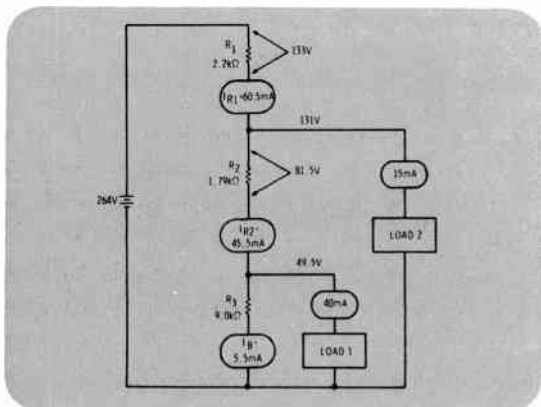 R1
2.2kΩ
133V
IR1=60.5mA
131V
R2
1.79kΩ
81.5V
15mA
264V
LOAD 2
IR2=
45.5mA
49.5V
R3
9.0kΩ
40mA
IB=
5.5mA
LOAD 1